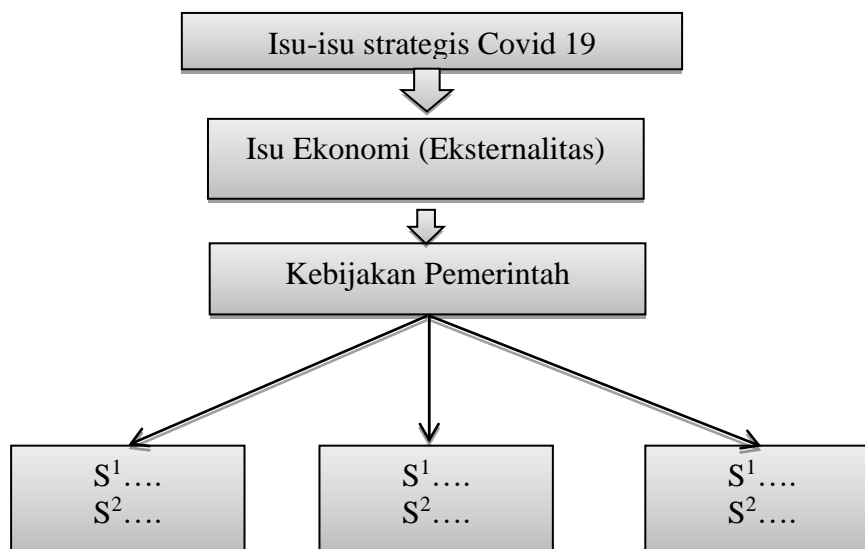 Isu-isu strategis Covid 19
Isu Ekonomi (Eksternalitas)
Kebijakan Pemerintah
S¹….
S²….
S¹….
S²….
S¹….
S²….